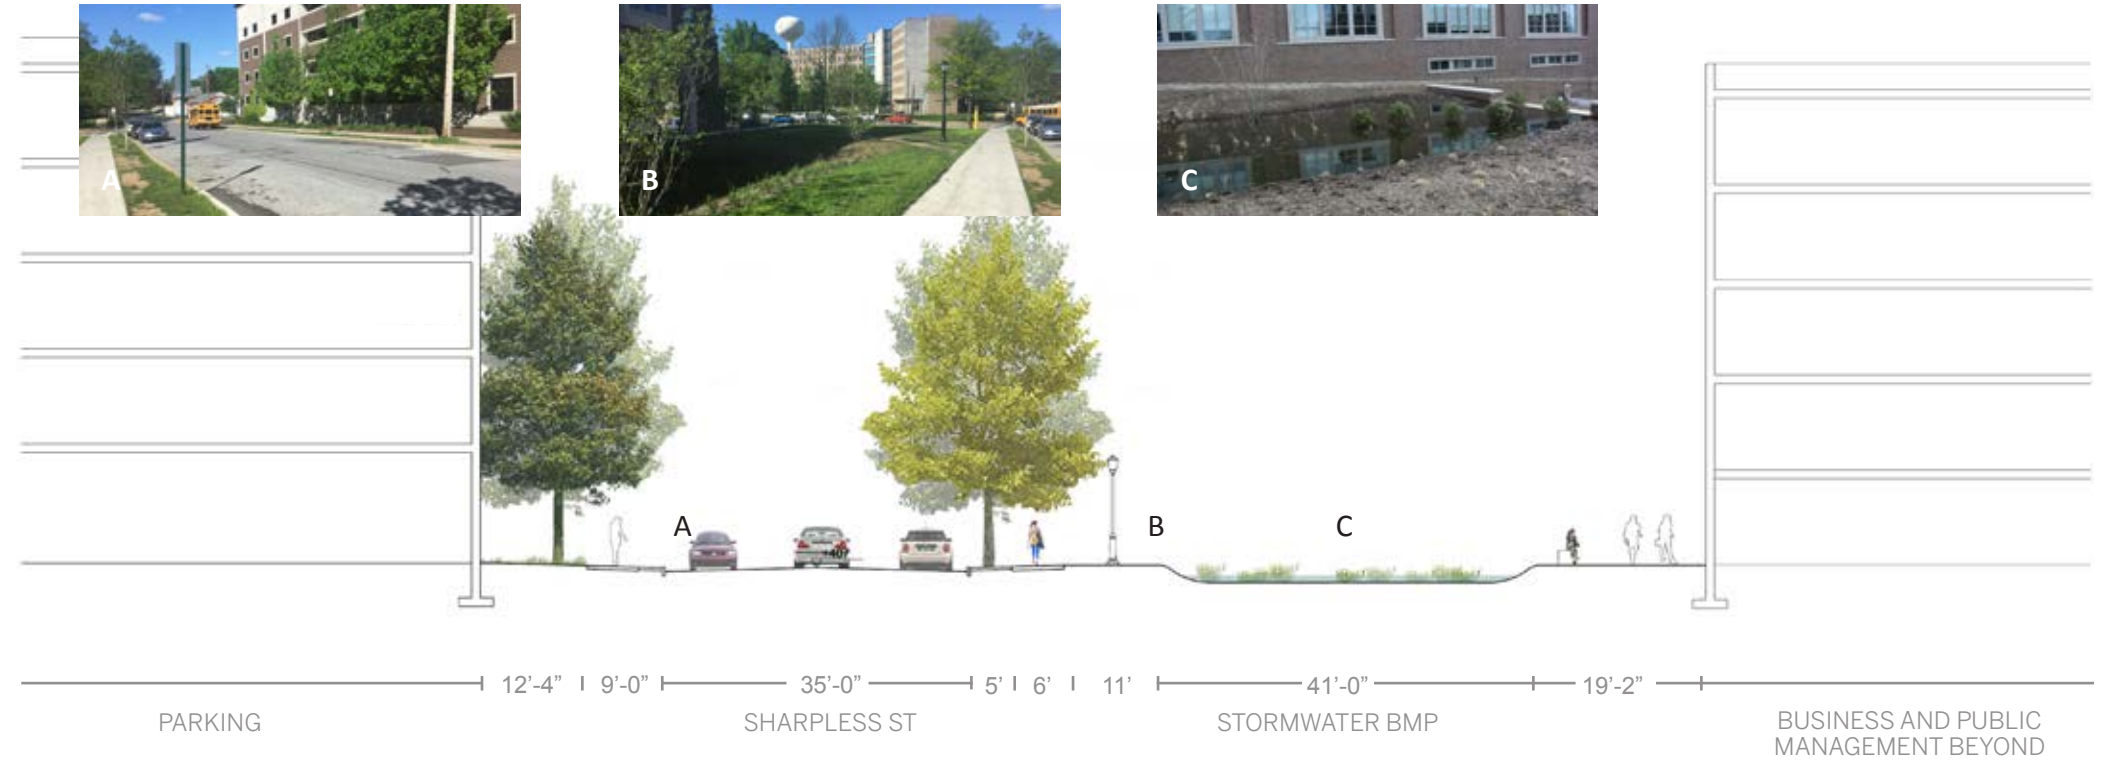 A
B
C
A
B
C
+407
12’-4”
9’-0”
35’-0”
5’
6’
11’
41’-0”
19’-2”
PARKING
SHARPLESS ST
STORMWATER BMP
BUSINESS AND PUBLIC
MANAGEMENT BEYOND